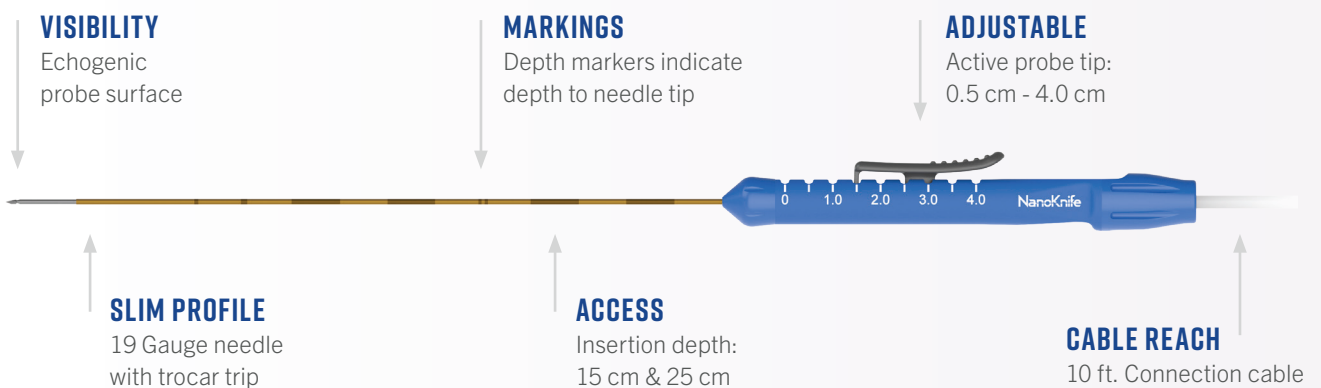 VISIBILITY
Echogenic
probe surface
MARKINGS
Depth markers indicate
depth to needle tip
ADJUSTABLE
Active probe tip:
0.5 cm - 4.0 cm
0 1.0 2.0 3.0 4.0
NanoKnife
SLIM PROFILE
19 Gauge needle
with trocar trip
ACCESS
Insertion depth:
15 cm & 25 cm
CABLE REACH
10 ft. Connection cable